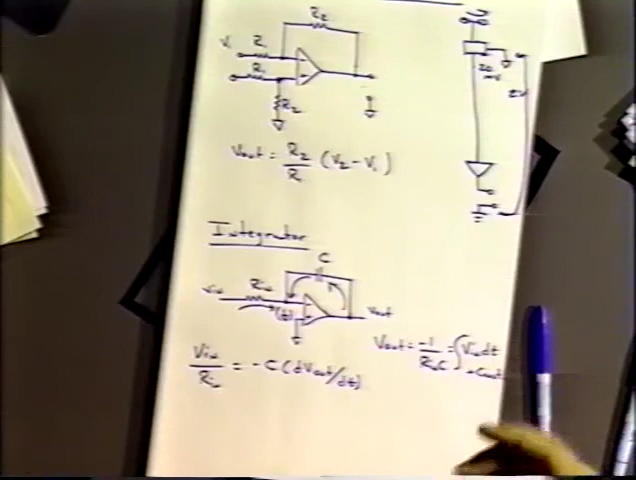 R2
V1 R1
R1
R2
Vout = R2/R1 (V2 - V1)
Integrator
C
Vin Rin Vout
Vin/Rin = -C (dVout/dt)
Vout = -1/RinC ∫Vin dt